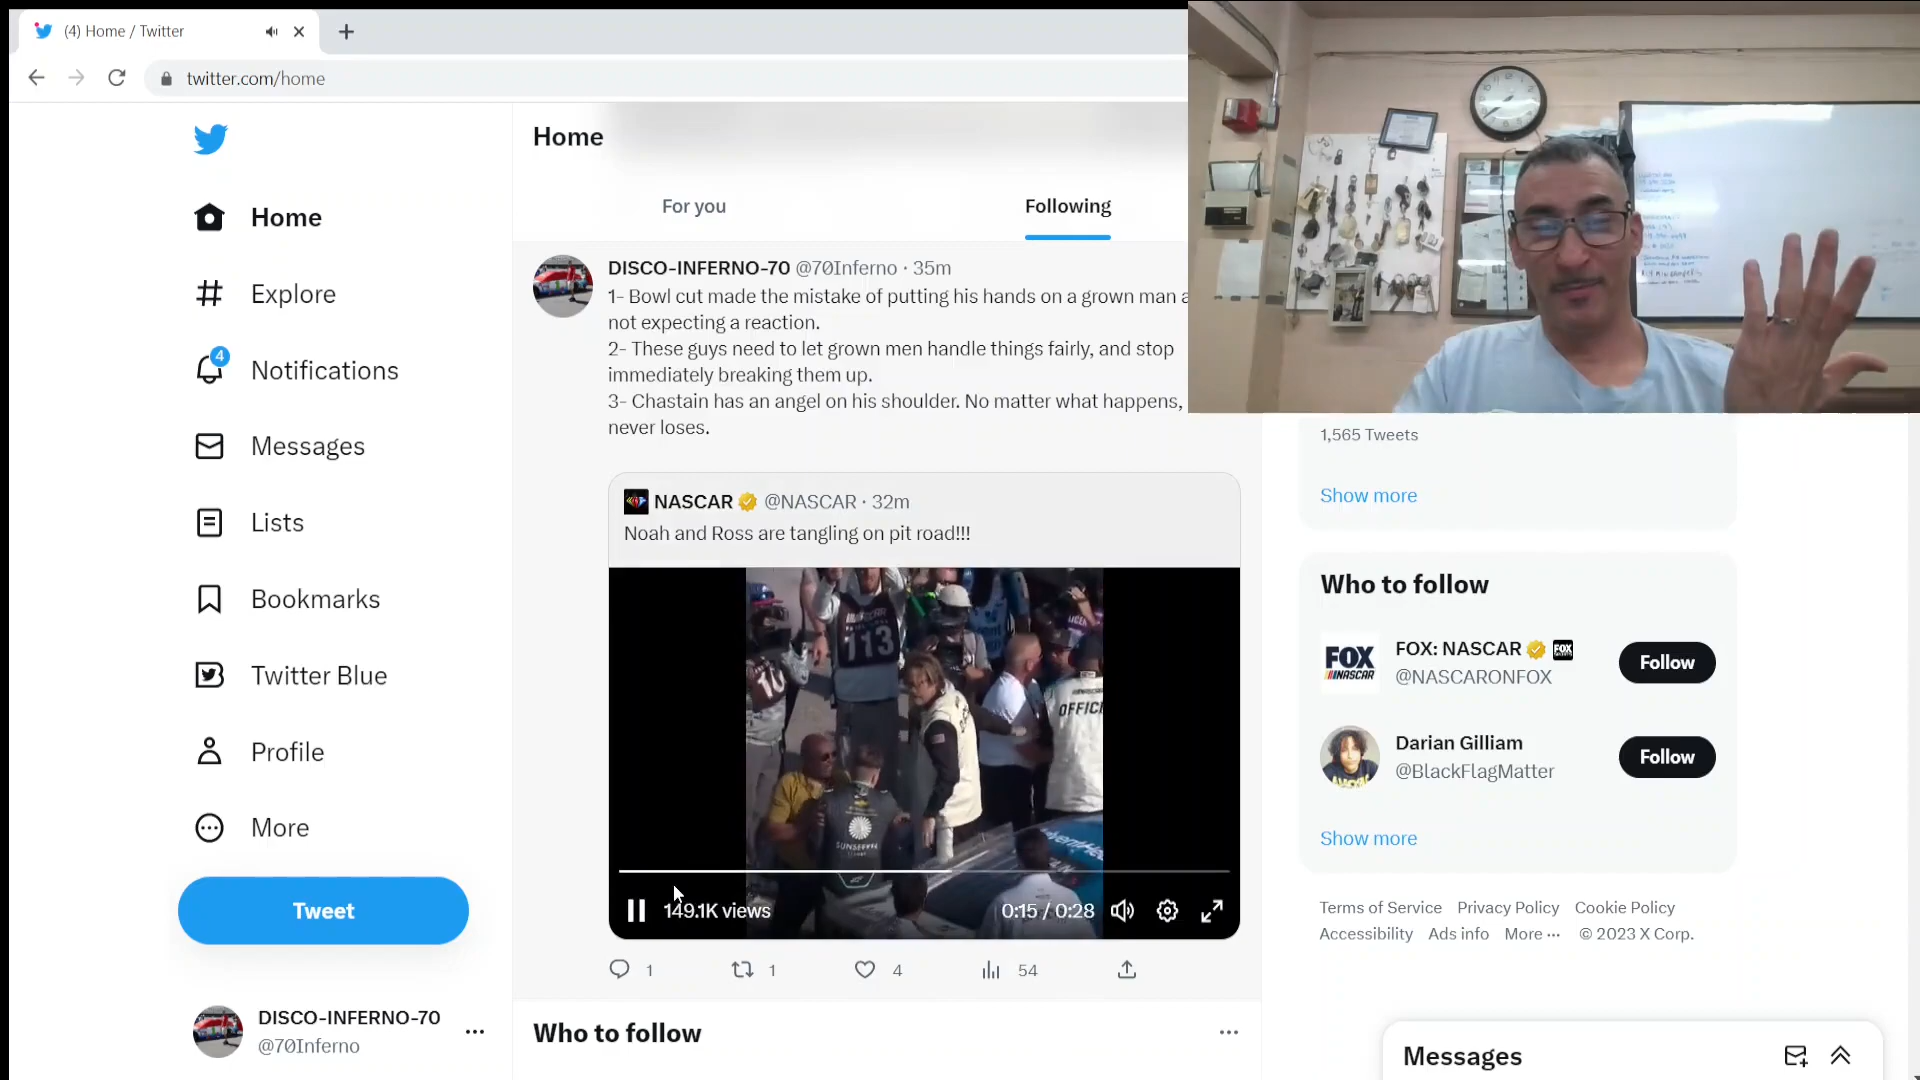 (4) Home / Twitter
twitter.com/home
Home
Explore
4
Notifications
Messages
Lists
Bookmarks
Twitter Blue
Profile
More
Tweet
DISCO-INFERNO-70
@70Inferno
Home
For you
Following
DISCO-INFERNO-70 @70Inferno · 35m
1- Bowl cut made the mistake of putting his hands on a grown man a
not expecting a reaction.
2- These guys need to let grown men handle things fairly, and stop
immediately breaking them up.
3- Chastain has an angel on his shoulder. No matter what happens,
never loses.
NASCAR @NASCAR · 32m
Noah and Ross are tangling on pit road!!!
113
10
OFFICI
149.1K views
0:15 / 0:28
1
1
4
54
Who to follow
1,565 Tweets
Show more
Who to follow
FOX NASCAR
FOX: NASCAR
FOX
@NASCARONFOX
Follow
Darian Gilliam
@BlackFlagMatter
Follow
Show more
Terms of Service Privacy Policy Cookie Policy
Accessibility Ads info More ··· © 2023 X Corp.
Messages